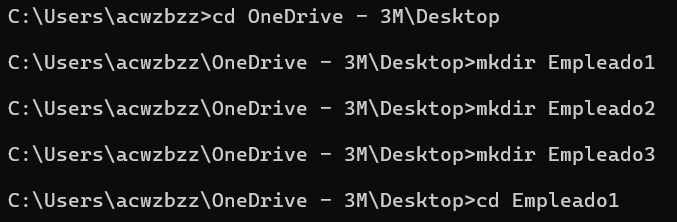 C:\Users\acwzbzz>cd OneDrive - 3M\Desktop
C:\Users\acwzbzz\OneDrive - 3M\Desktop>mkdir Empleado1
C:\Users\acwzbzz\OneDrive - 3M\Desktop>mkdir Empleado2
C:\Users\acwzbzz\OneDrive - 3M\Desktop>mkdir Empleado3
C:\Users\acwzbzz\OneDrive - 3M\Desktop>cd Empleado1